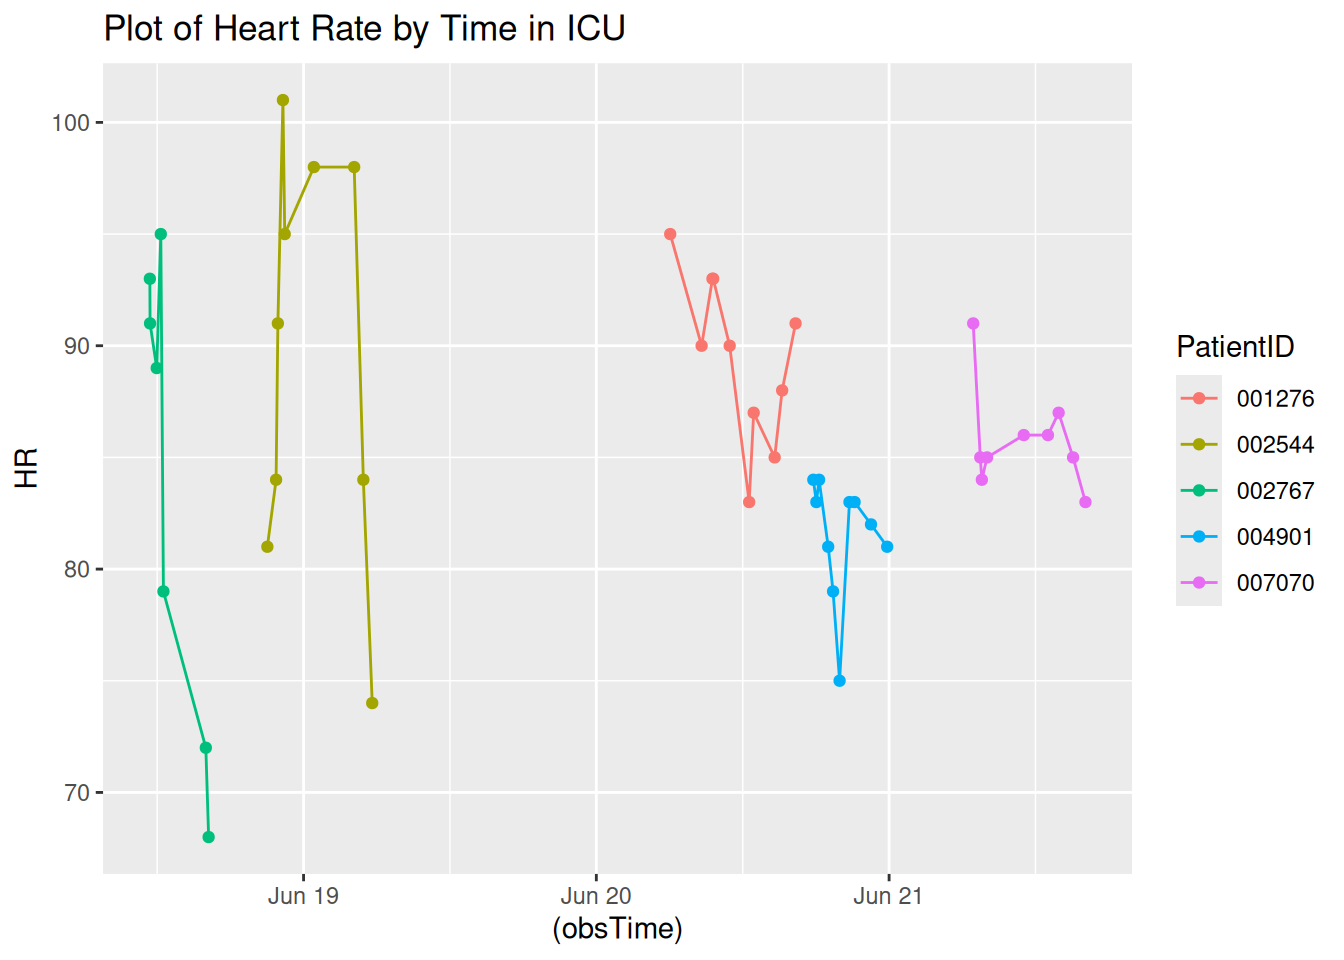 Plot of Heart Rate by Time in ICU
100
90
80
70
HR
Jun 19
Jun 20
Jun 21
(obsTime)
PatientID
001276
002544
002767
004901
007070